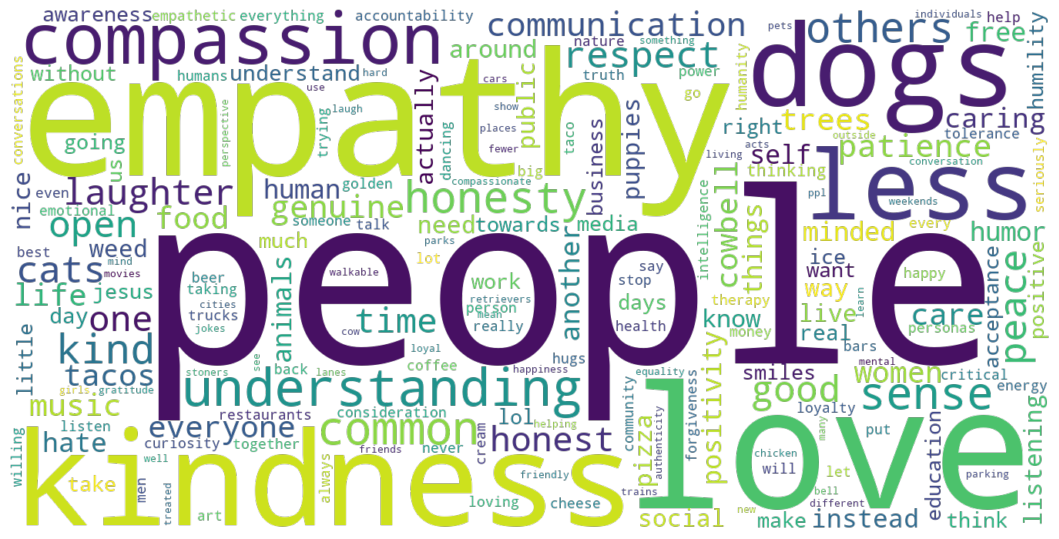 awareness empathetic everything accountability communication others individuals help
compassion around nature something pets free humility
without humans understand hard truth respect power dogs
conversations empathy perspective use laugh trying actually public cars show places fewer taco go humanity caring
going us dancing compassionate big business puppies right trees outside tolerance patience
nice even laughter human golden honesty living acts self thinking conversation
emotional open food genuine someone talk need towards media intelligence cowbell things ppl less weekends seriously
best mind weed much parks lot another say want minded every humor
cats movies beer taking walkable work stop ice way happy positive
life jesus cities trucks animals retrievers person days therapy live care peace
day one jokes time mean really health know money real personas learn acceptance
little kind people cow loyal hugs bars
tacos stoners back see lanes coffee happiness equality smiles women mental critical energy
girls gratitude understanding good loyalty sense
music restaurants consideration lol community forgiveness positivity put
listen everyone common honest many listening
hate curiosity together friends never cream helping pizza authenticity love chicken will education
willing well kindness always friendly trains bell let
take men loving cheese different parking
treated art social new make instead think